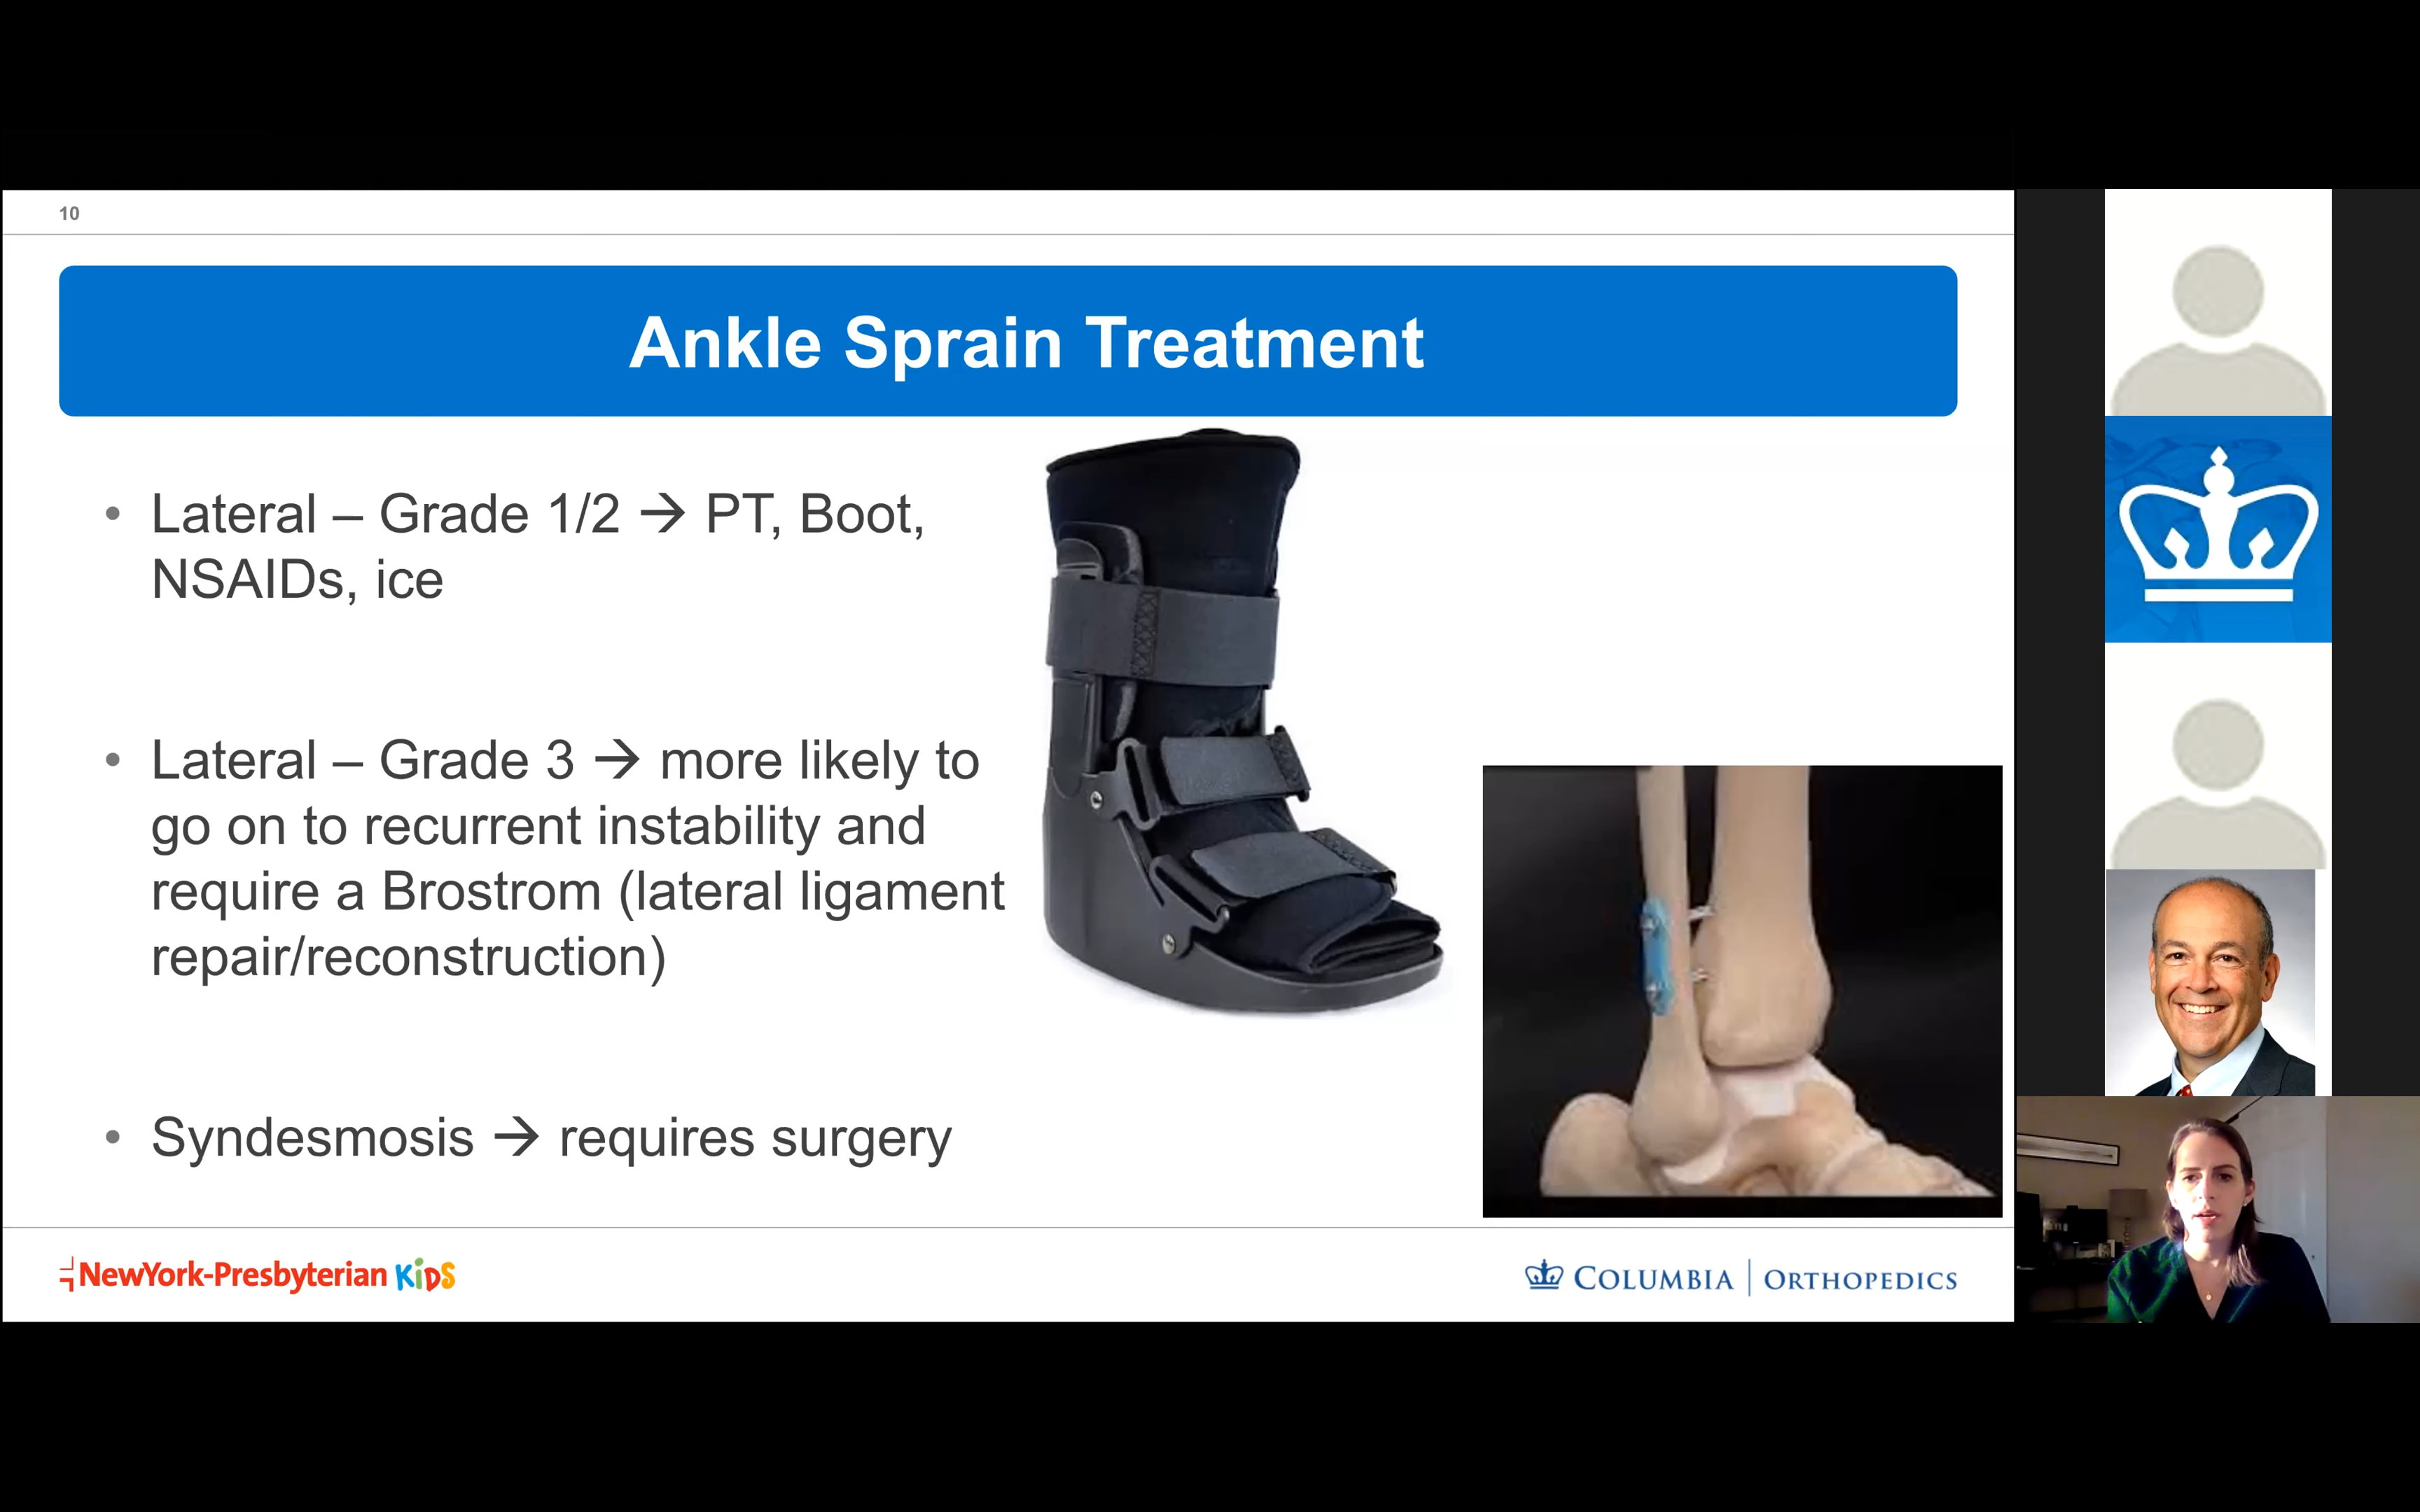 10
Ankle Sprain Treatment
• Lateral – Grade 1/2 → PT, Boot,
NSAIDs, ice
• Lateral – Grade 3 → more likely to
go on to recurrent instability and
require a Brostrom (lateral ligament
repair/reconstruction)
• Syndesmosis → requires surgery
NewYork-Presbyterian KiDS
COLUMBIA | ORTHOPEDICS